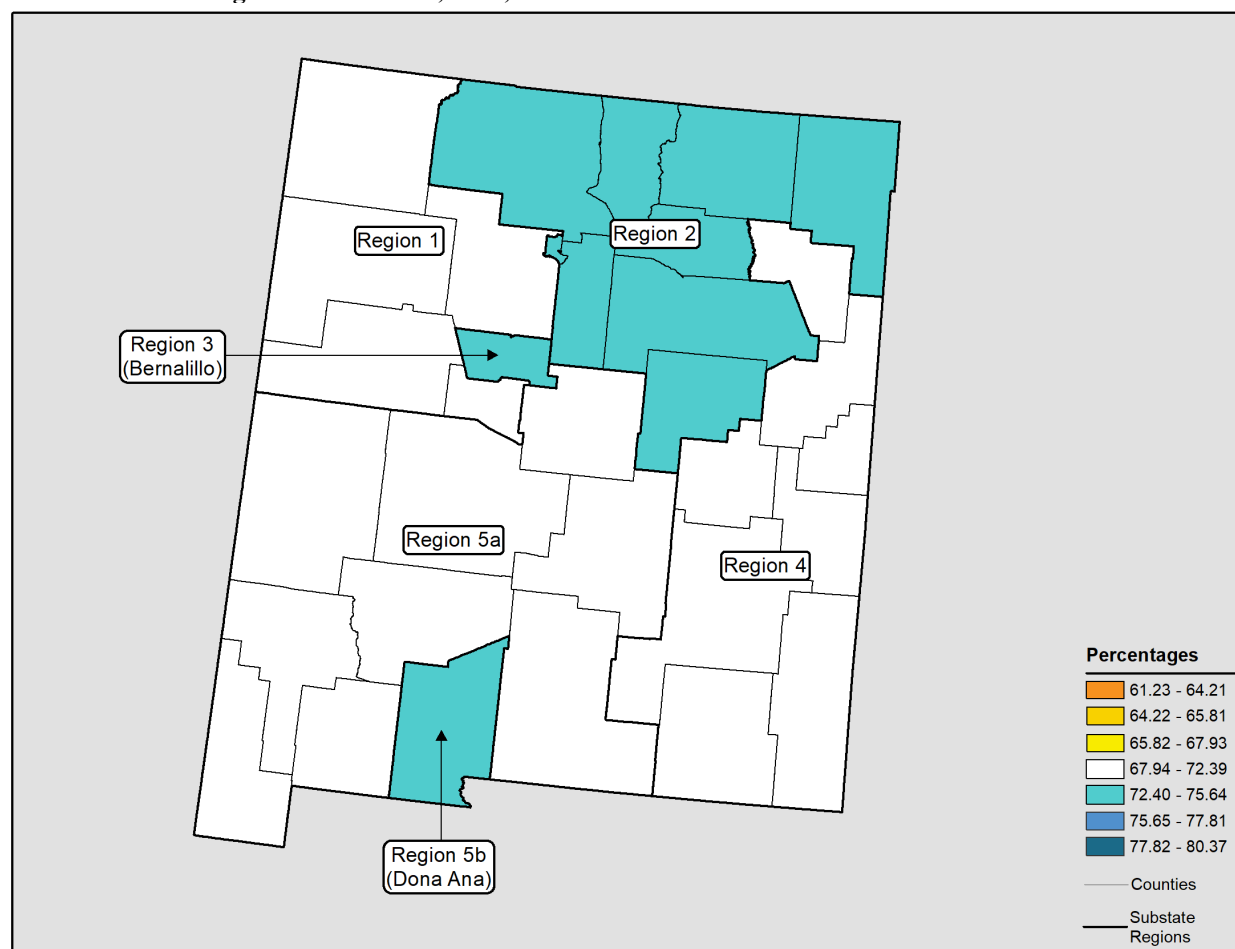 Region 1
Region 2
Region 3
(Bernalillo)
Region 5a
Region 4
Region 5b
(Dona Ana)
Percentages
61.23 - 64.21
64.22 - 65.81
65.82 - 67.93
67.94 - 72.39
72.40 - 75.64
75.65 - 77.81
77.82 - 80.37
Counties
Substate
Regions